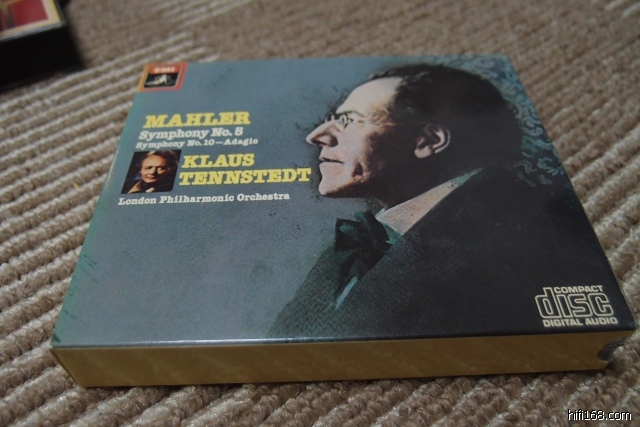 EMI
MAHLER
Symphony No. 5
Symphony No. 10—Adagio
KLAUS
TENNSTEDT
London Philharmonic Orchestra
COMPACT
disc
DIGITAL AUDIO
hifi168.com